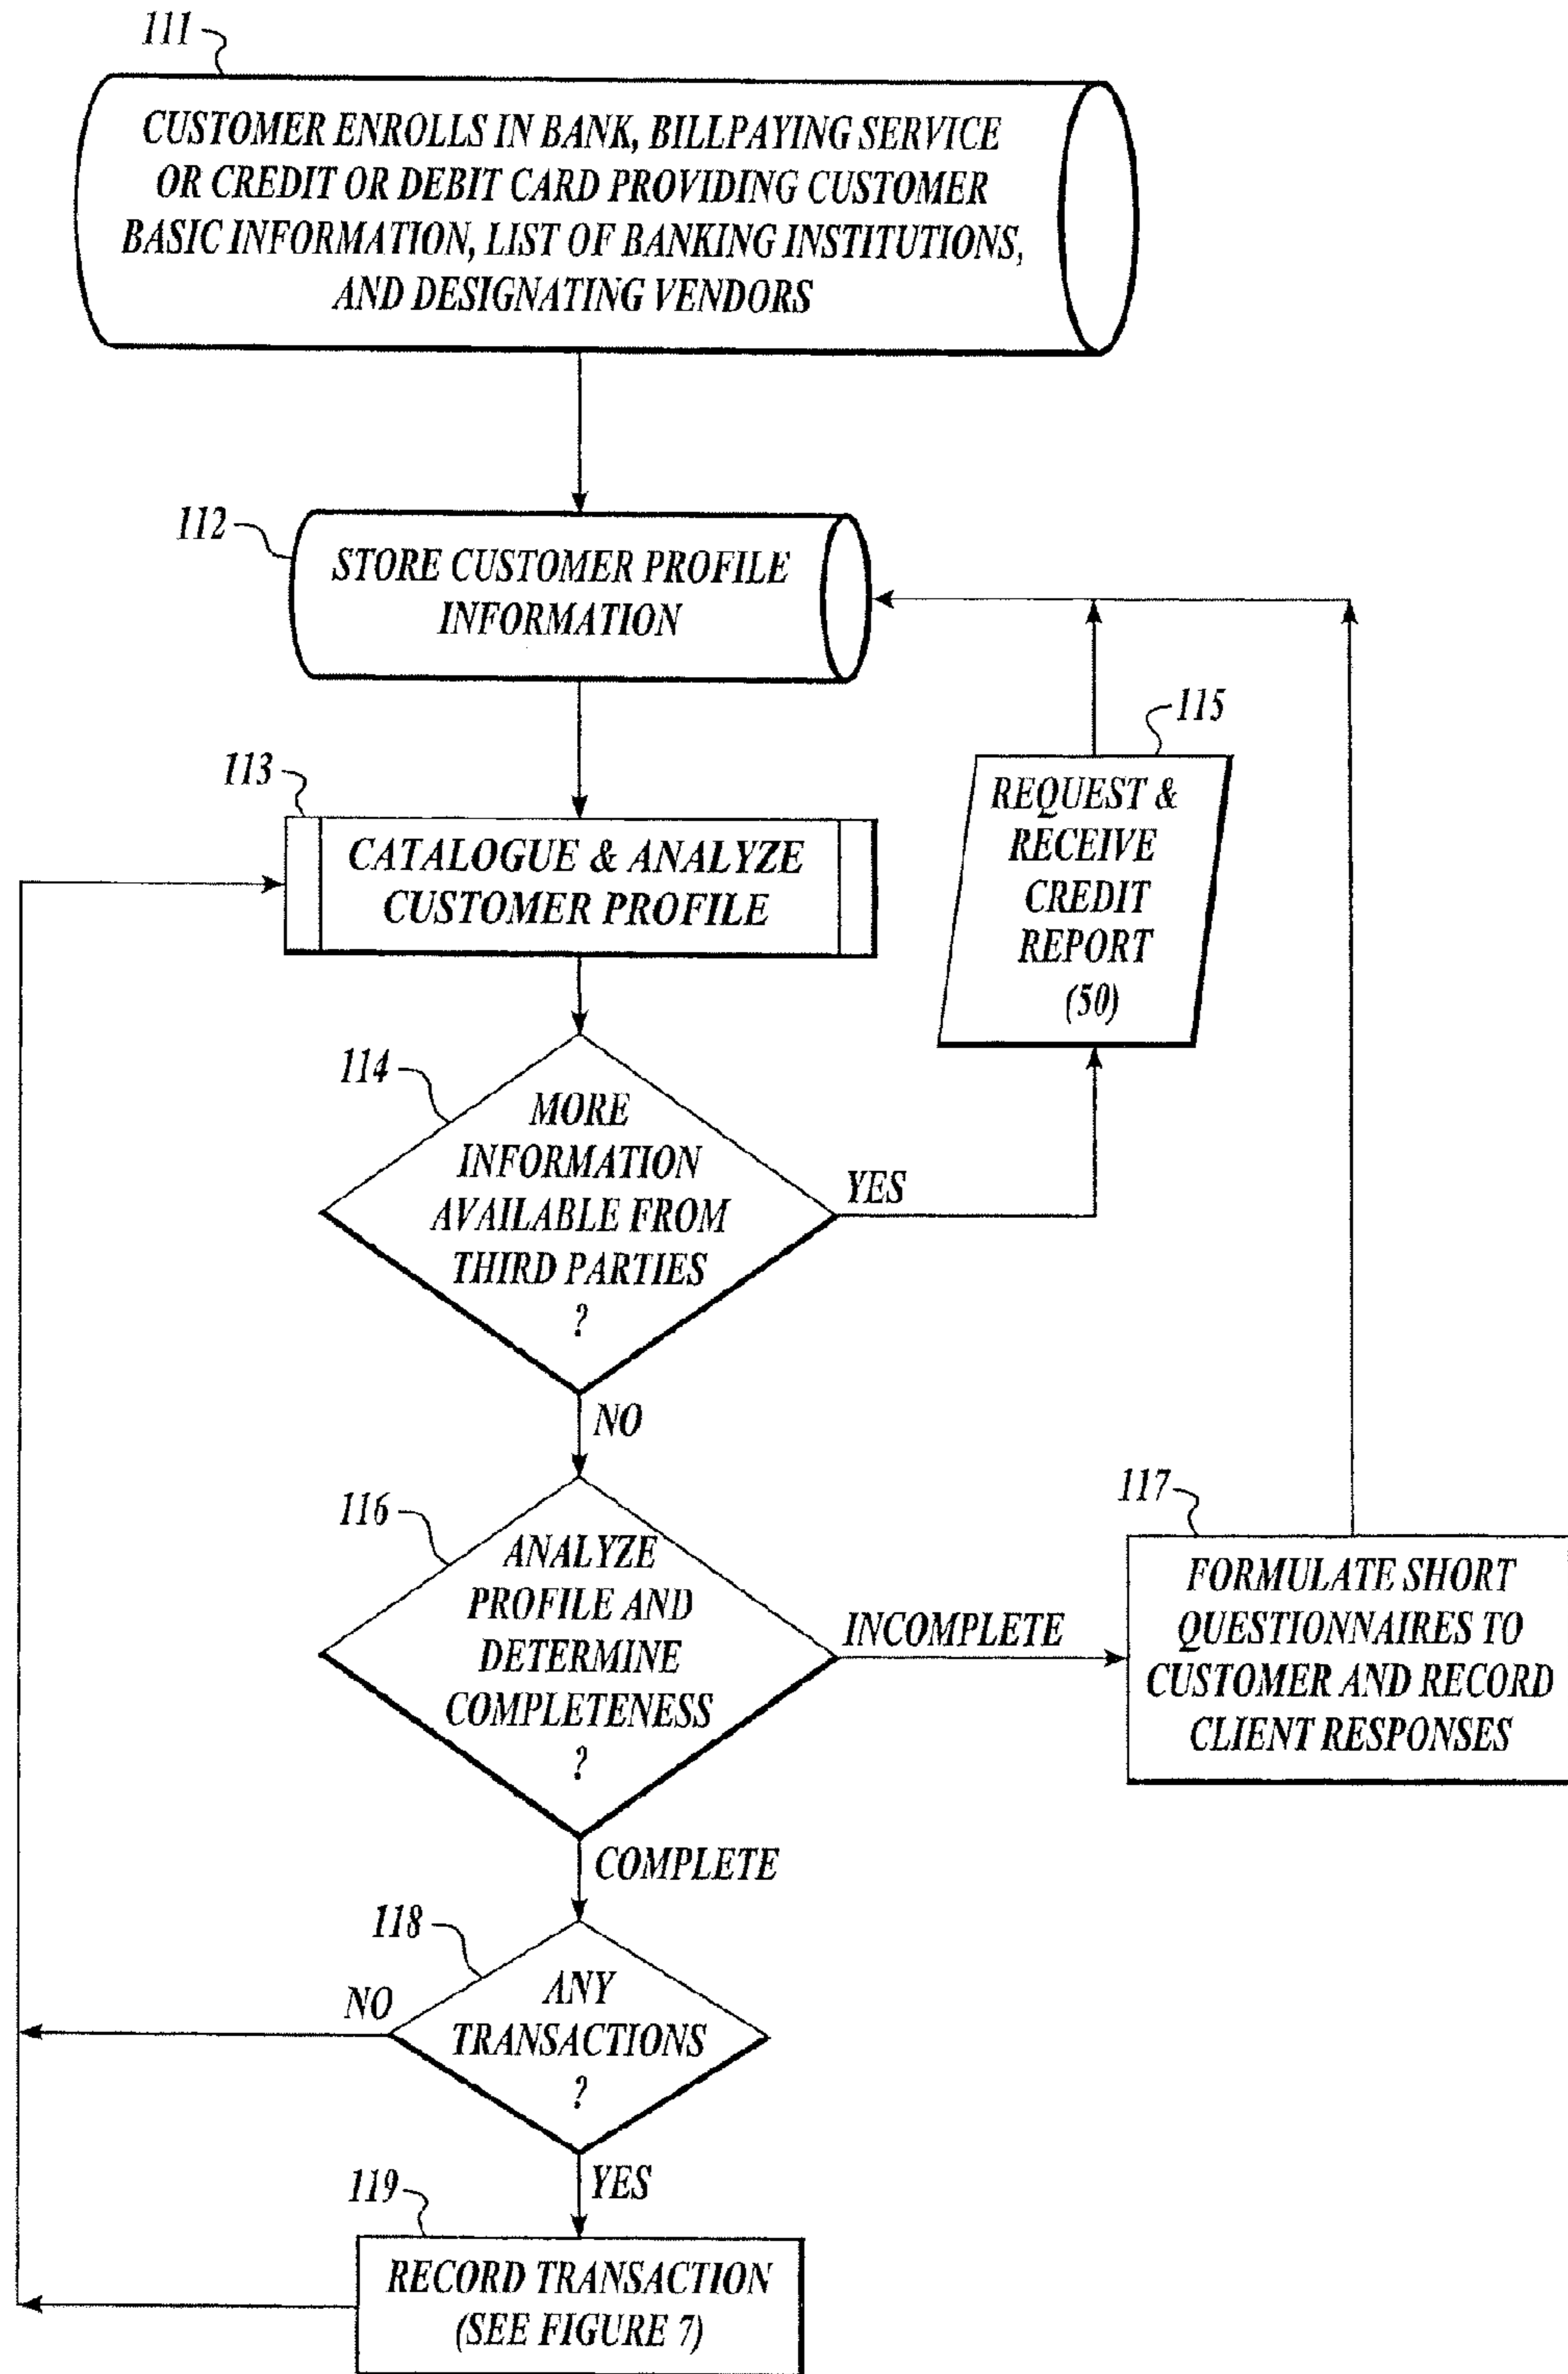 111
CUSTOMER ENROLLS IN BANK, BILLPAYING SERVICE
OR CREDIT OR DEBIT CARD PROVIDING CUSTOMER
BASIC INFORMATION, LIST OF BANKING INSTITUTIONS,
AND DESIGNATING VENDORS
112
STORE CUSTOMER PROFILE
INFORMATION
115
REQUEST &
RECEIVE
CREDIT
REPORT
(50)
113
CATALOGUE & ANALYZE
CUSTOMER PROFILE
114
MORE
INFORMATION
AVAILABLE FROM
THIRD PARTIES
?
YES
NO
116
ANALYZE
PROFILE AND
DETERMINE
COMPLETENESS
?
INCOMPLETE
117
FORMULATE SHORT
QUESTIONNAIRES TO
CUSTOMER AND RECORD
CLIENT RESPONSES
COMPLETE
118
NO
ANY
TRANSACTIONS
?
YES
119
RECORD TRANSACTION
(SEE FIGURE 7)